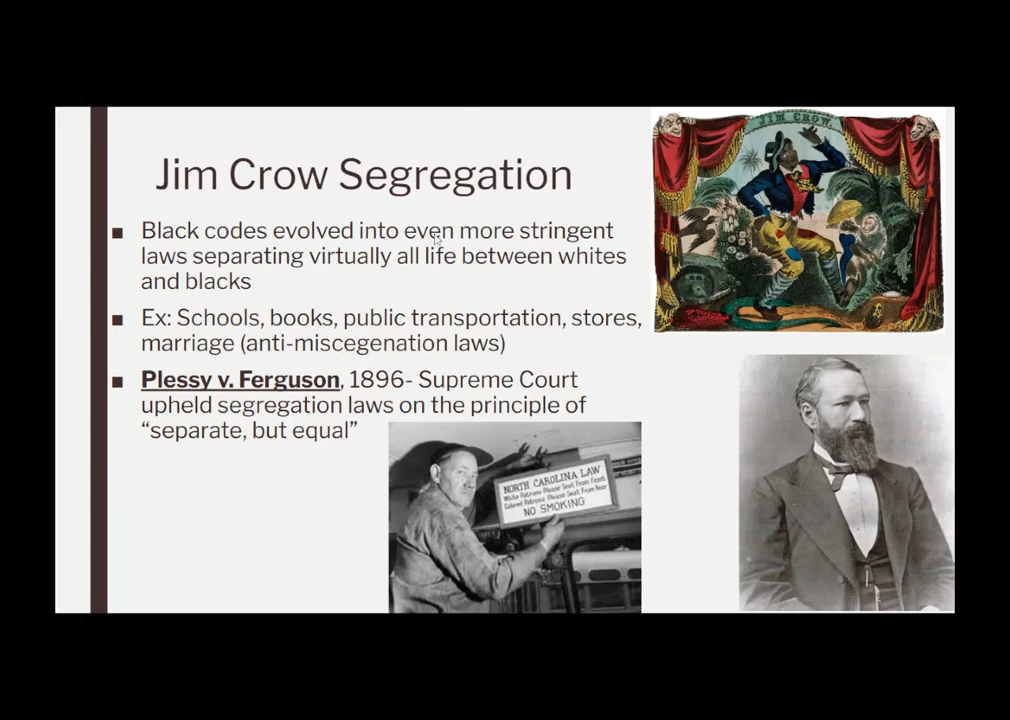 Jim Crow Segregation
■ Black codes evolved into even more stringent
laws separating virtually all life between whites
and blacks
■ Ex: Schools, books, public transportation, stores,
marriage (anti-miscegenation laws)
■ Plessy v. Ferguson, 1896- Supreme Court
upheld segregation laws on the principle of
“separate, but equal”
JIM CROW.
NORTH CAROLINA LAW
White Patrons Please Seat From Front
Colored Patrons Please Seat From Rear
NO SMOKING